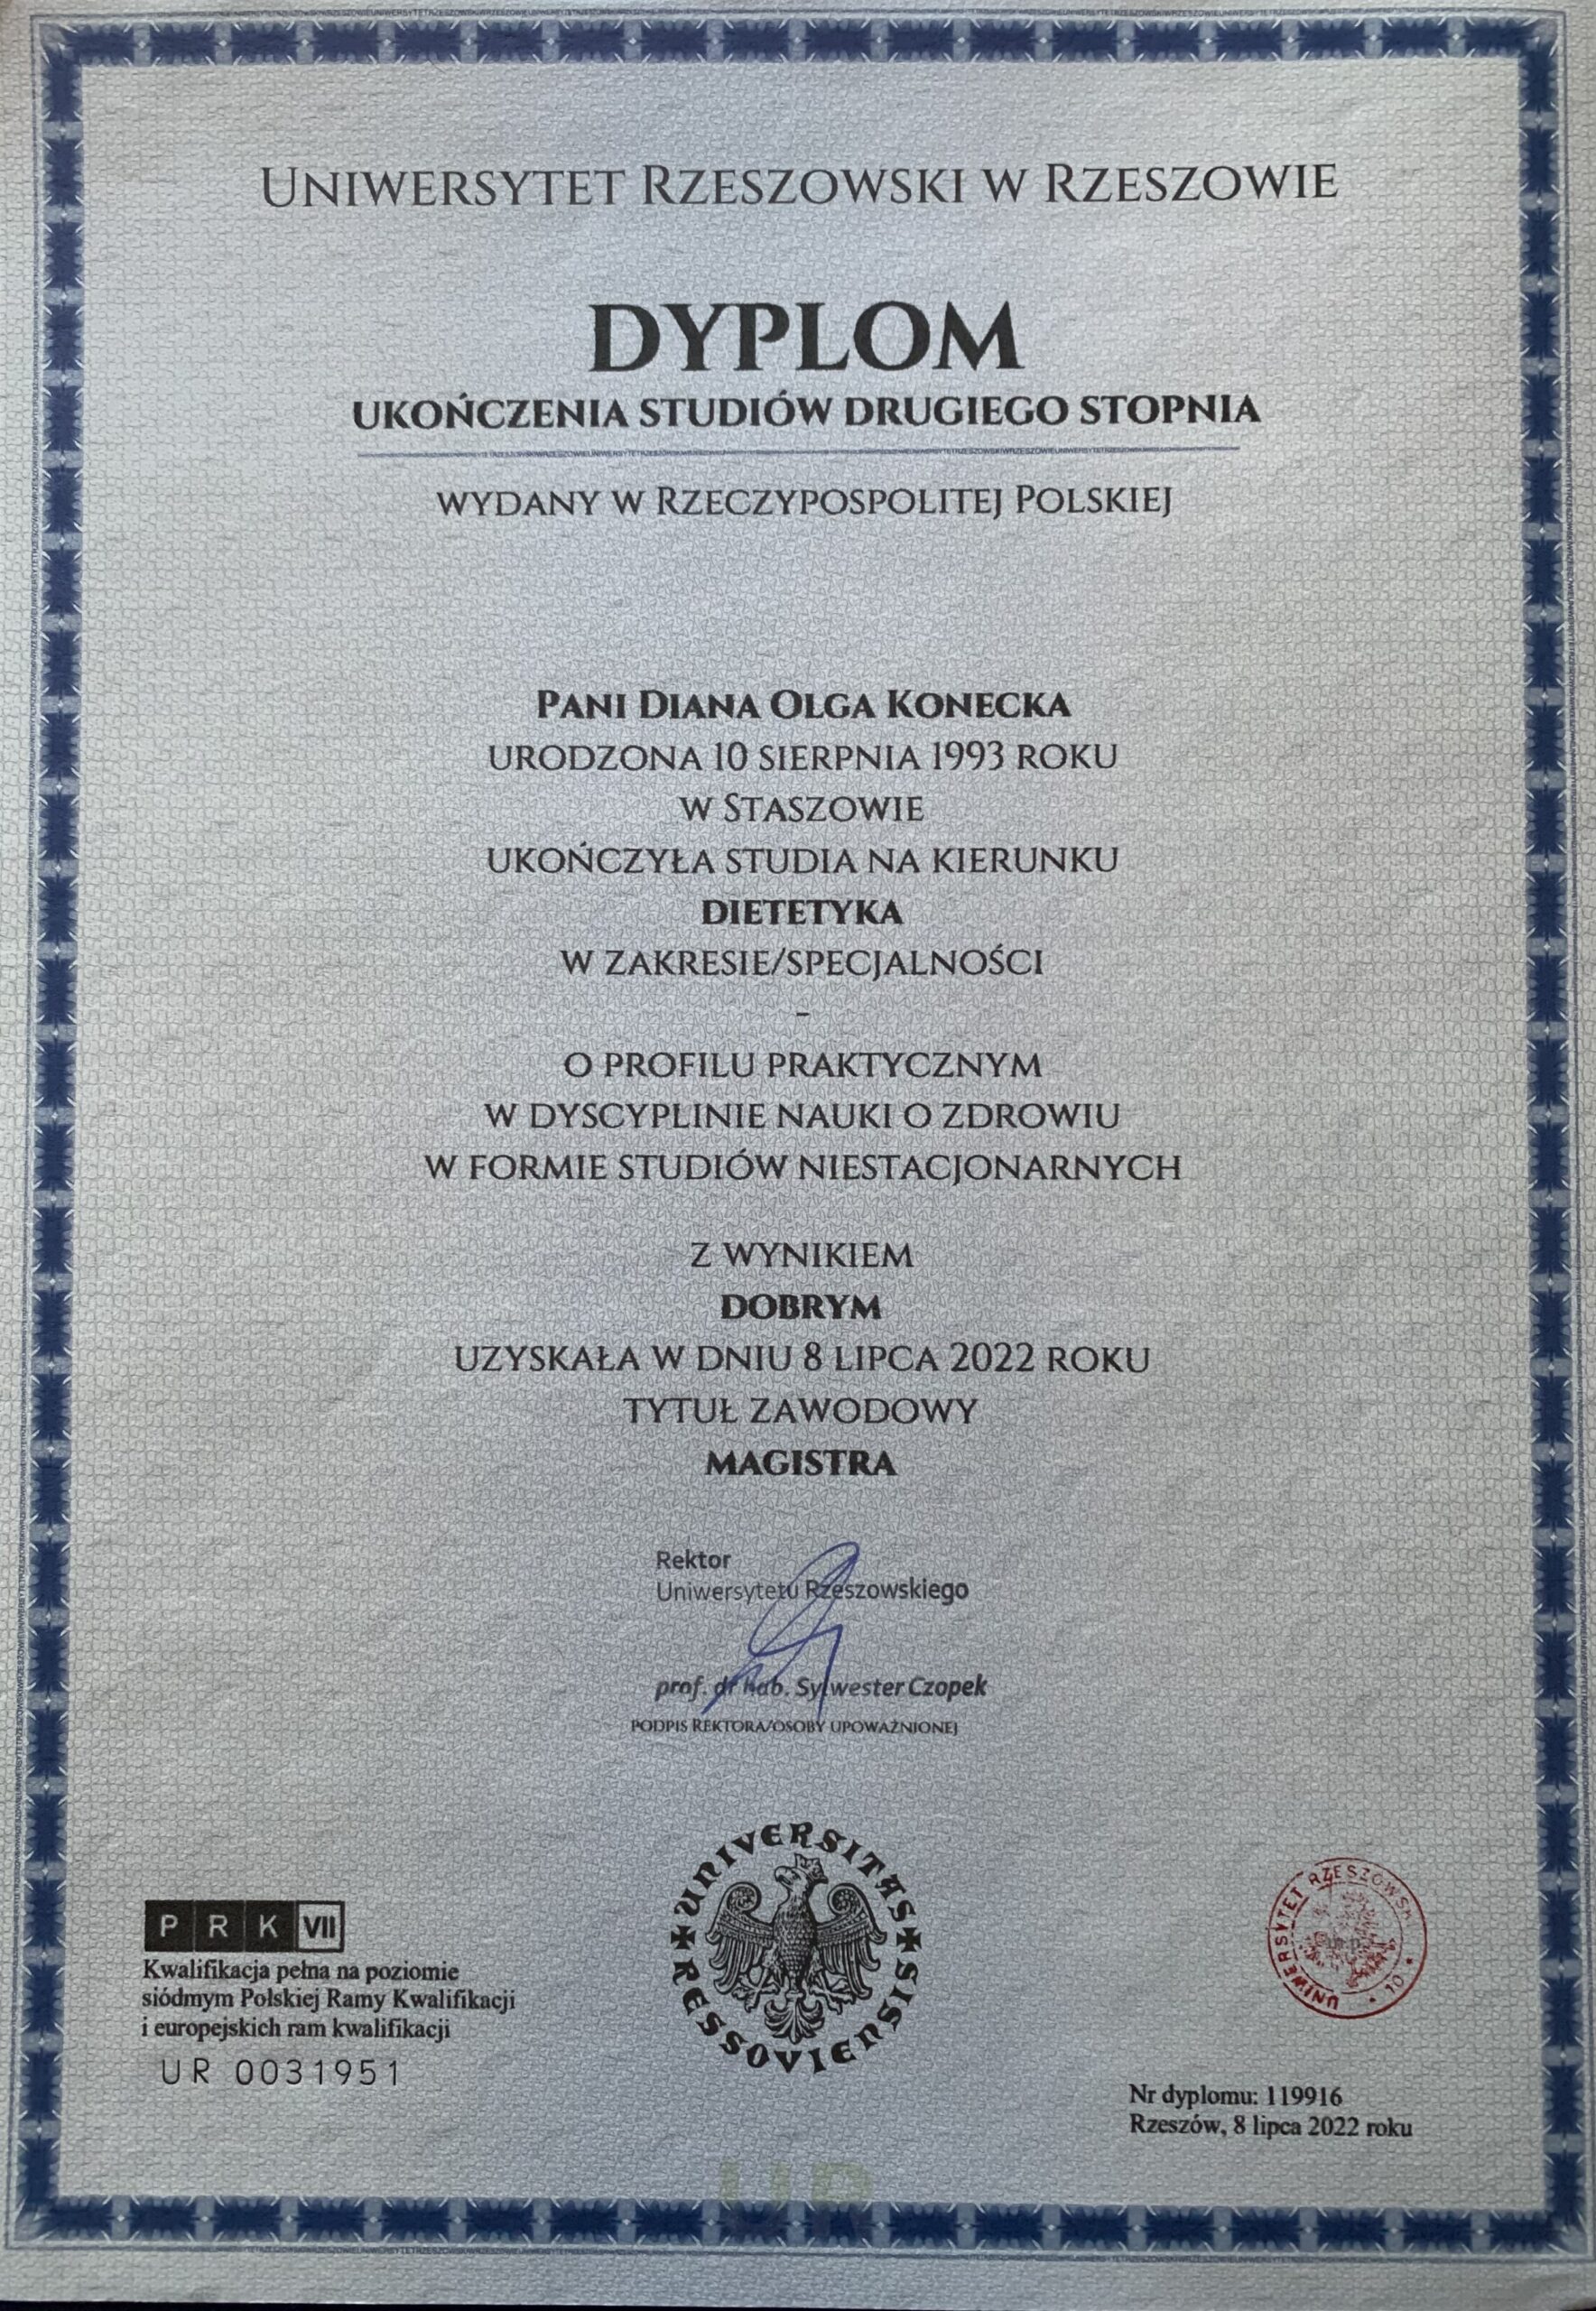 Uniwersytet Rzeszowski w Rzeszowie
DYPLOM
UKOŃCZENIA STUDIÓW DRUGIEGO STOPNIA
WYDANY W RZECZYPOSPOLITEJ POLSKIEJ
PANI DIANA OLGA KONECKA
URODZONA 10 SIERPNIA 1993 ROKU
W STASZOWIE
UKOŃCZYŁA STUDIA NA KIERUNKU
DIETETYKA
W ZAKRESIE/SPECJALNOŚCI
-
O PROFILU PRAKTYCZNYM
W DYSCYPLINIE NAUKI O ZDROWIU
W FORMIE STUDIÓW NIESTACJONARNYCH
Z WYNIKIEM
DOBRYM
UZYSKAŁA W DNIU 8 LIPCA 2022 ROKU
TYTUŁ ZAWODOWY
MAGISTRA
Rektor
Uniwersytetu Rzeszowskiego
prof. dr hab. Sylwester Czopek
PODPIS REKTORA/OSOBY UPOWAŻNIONEJ
UNIVERSITAS RESSOVIENSIS
UNIWERSYTET RZESZOWSKI
P R K VII
Kwalifikacja pełna na poziomie
siódmym Polskiej Ramy Kwalifikacji
i europejskich ram kwalifikacji
UR 0031951
Nr dyplomu: 119916
Rzeszów, 8 lipca 2022 roku
UR